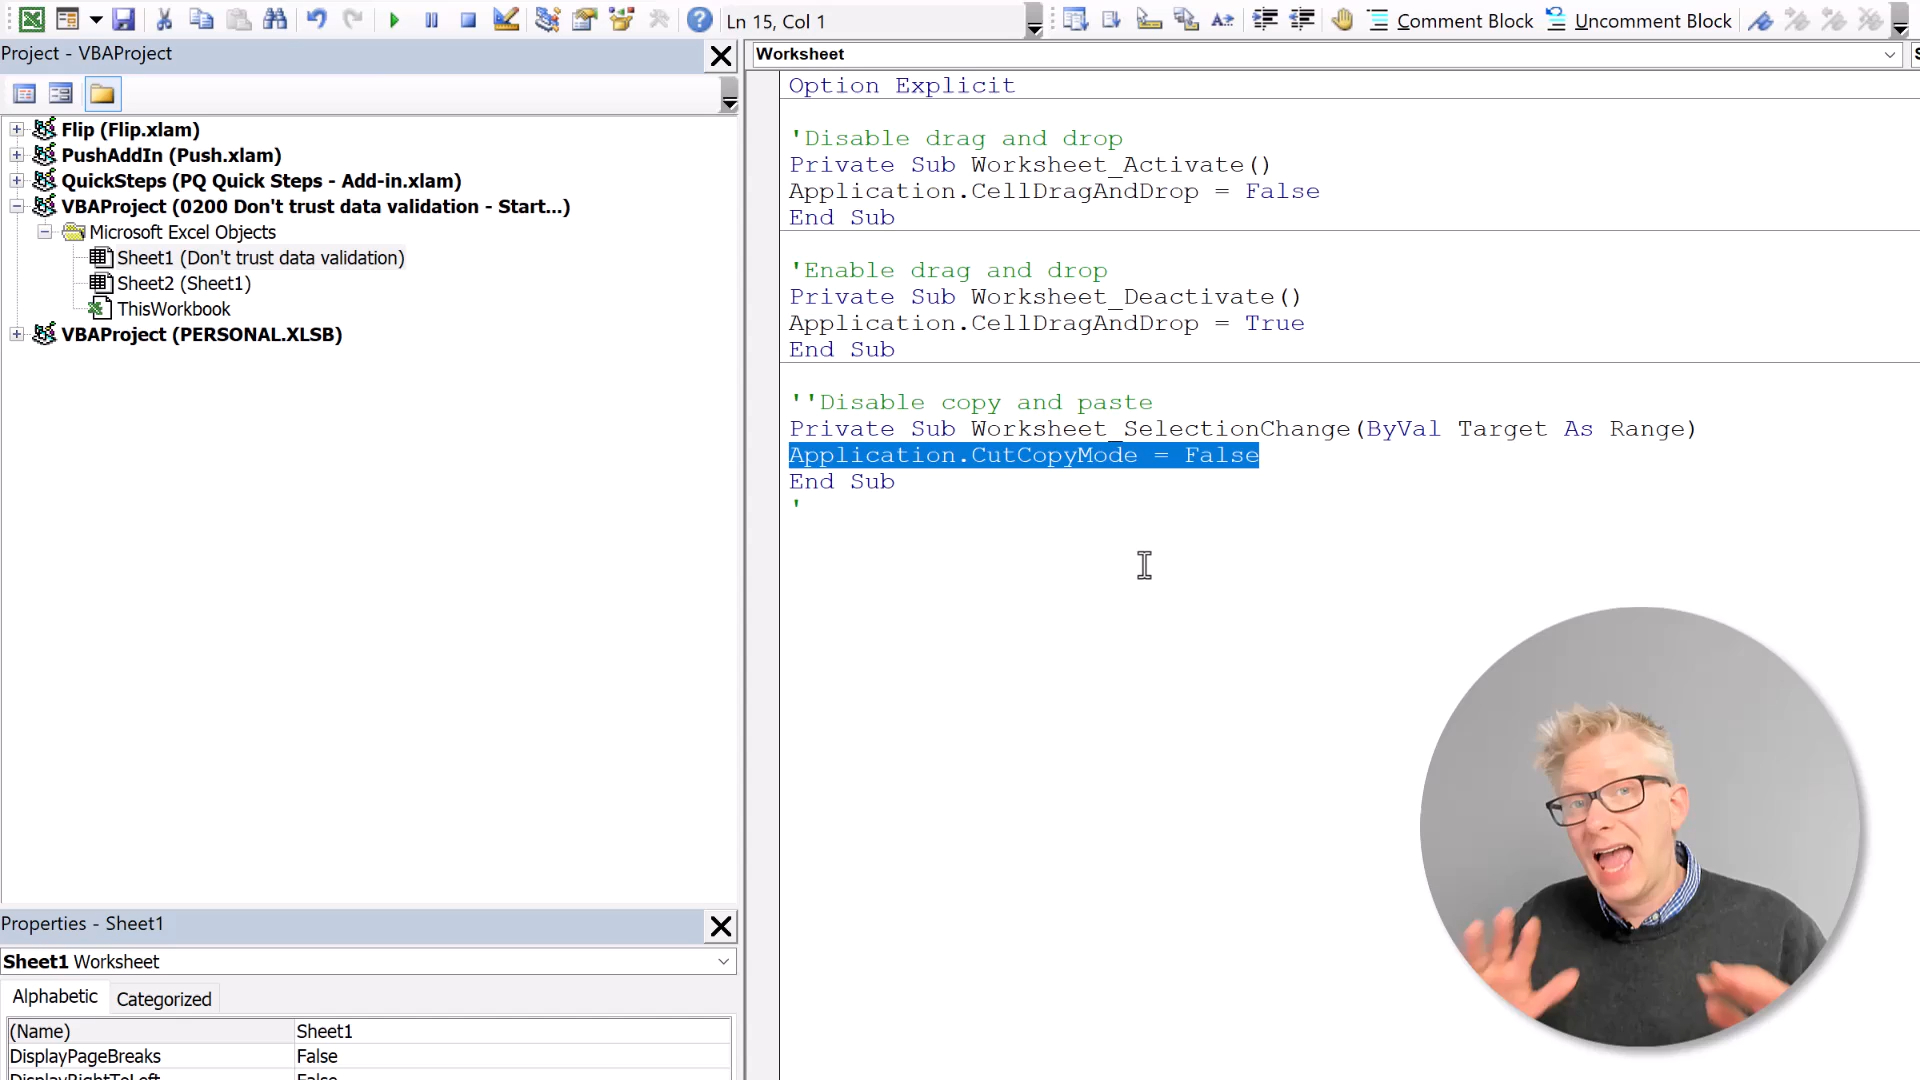 Ln 15, Col 1
Comment Block
Uncomment Block
Project - VBAProject
Flip (Flip.xlam)
PushAddIn (Push.xlam)
QuickSteps (PQ Quick Steps - Add-in.xlam)
VBAProject (0200 Don't trust data validation - Start...)
Microsoft Excel Objects
Sheet1 (Don't trust data validation)
Sheet2 (Sheet1)
ThisWorkbook
VBAProject (PERSONAL.XLSB)
Properties - Sheet1
Sheet1 Worksheet
Alphabetic
Categorized
(Name) Sheet1
DisplayPageBreaks False
DisplayRightToLeft False
Worksheet
Option Explicit
'Disable drag and drop
Private Sub Worksheet_Activate()
Application.CellDragAndDrop = False
End Sub
'Enable drag and drop
Private Sub Worksheet_Deactivate()
Application.CellDragAndDrop = True
End Sub
''Disable copy and paste
Private Sub Worksheet_SelectionChange(ByVal Target As Range)
Application.CutCopyMode = False
End Sub
'